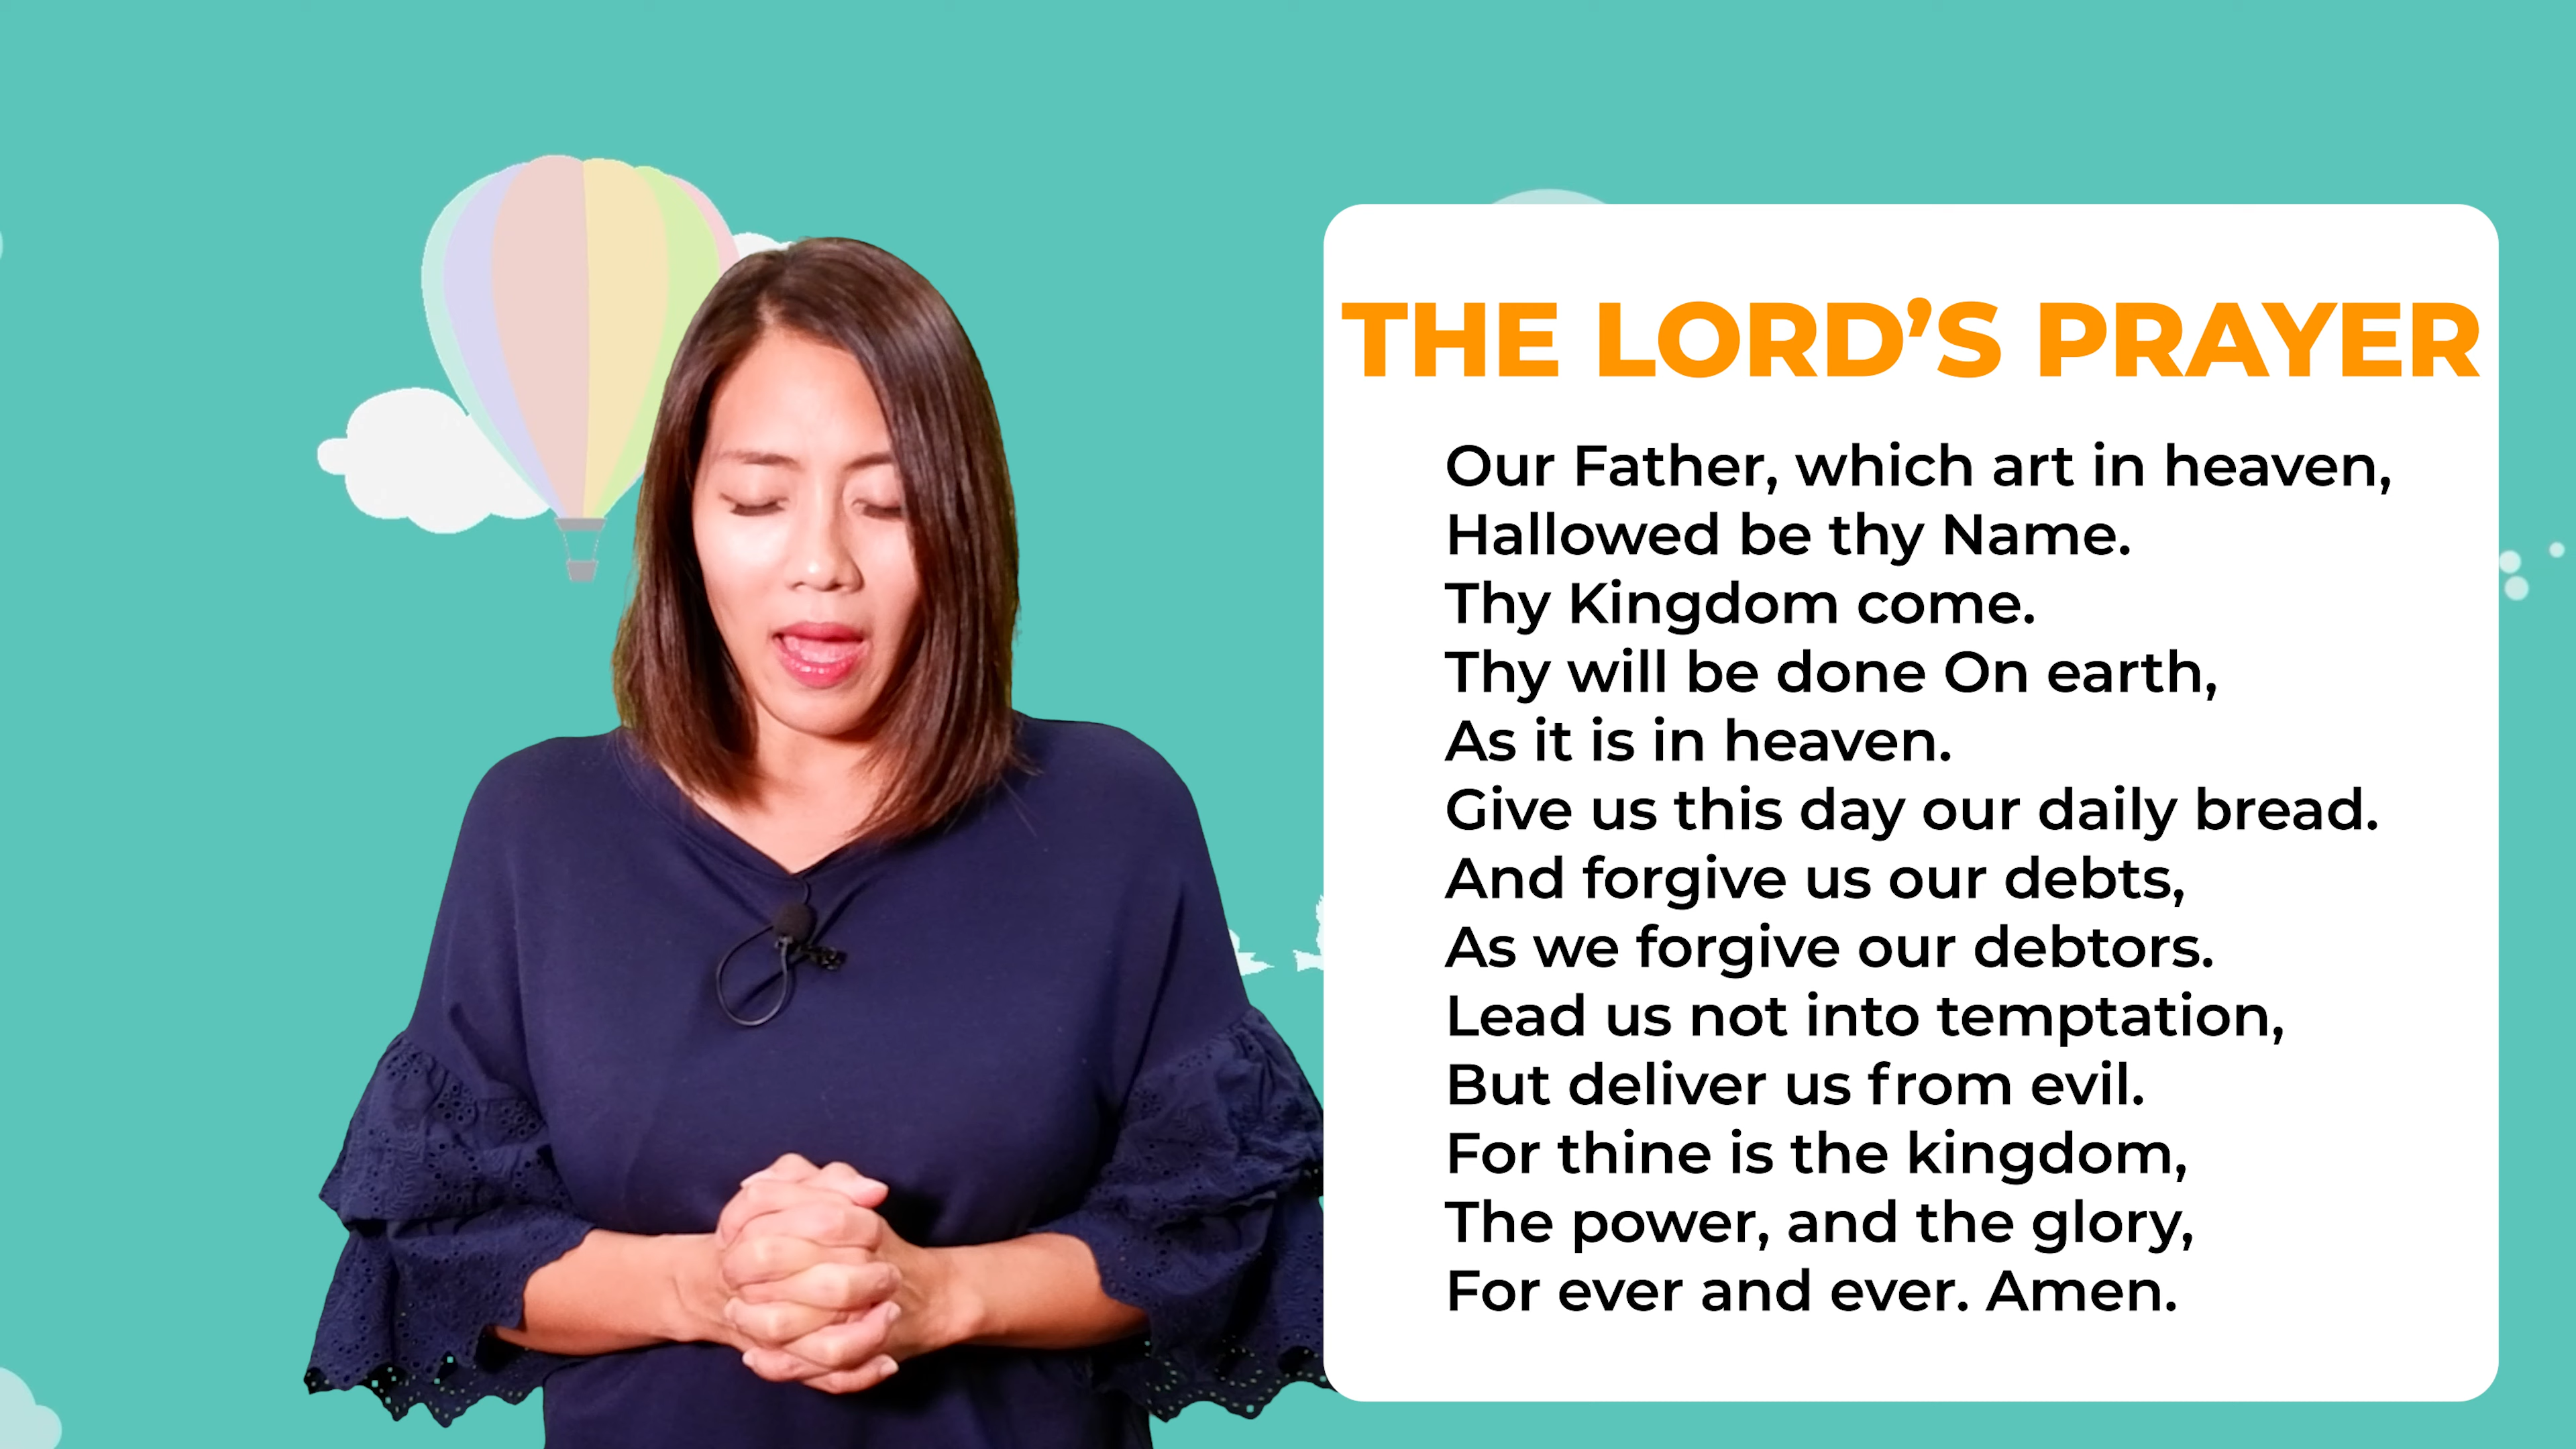 THE LORD’S PRAYER
Our Father, which art in heaven,
Hallowed be thy Name.
Thy Kingdom come.
Thy will be done On earth,
As it is in heaven.
Give us this day our daily bread.
And forgive us our debts,
As we forgive our debtors.
Lead us not into temptation,
But deliver us from evil.
For thine is the kingdom,
The power, and the glory,
For ever and ever. Amen.